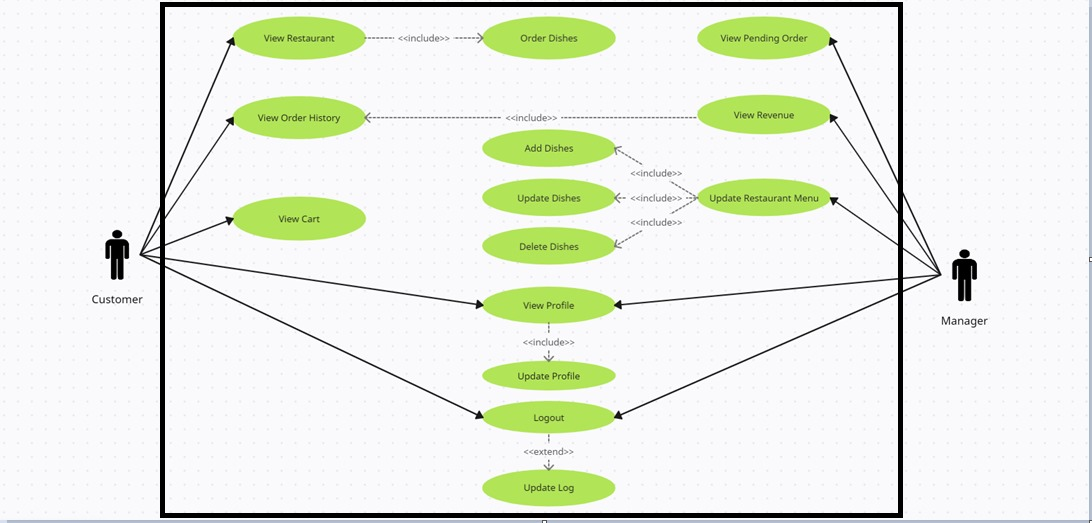 View Restaurant
<<include>>
Order Dishes
View Pending Order
View Order History
<<include>>
View Revenue
Add Dishes
<<include>>
Update Dishes
<<include>>
Update Restaurant Menu
View Cart
<<include>>
Delete Dishes
Customer
View Profile
Manager
<<include>>
Update Profile
Logout
<<extend>>
Update Log